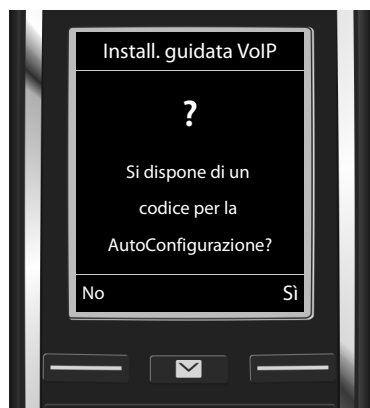 Install. guidata VoIP
?
Si dispone di un
codice per la
AutoConfigurazione?
No Sì